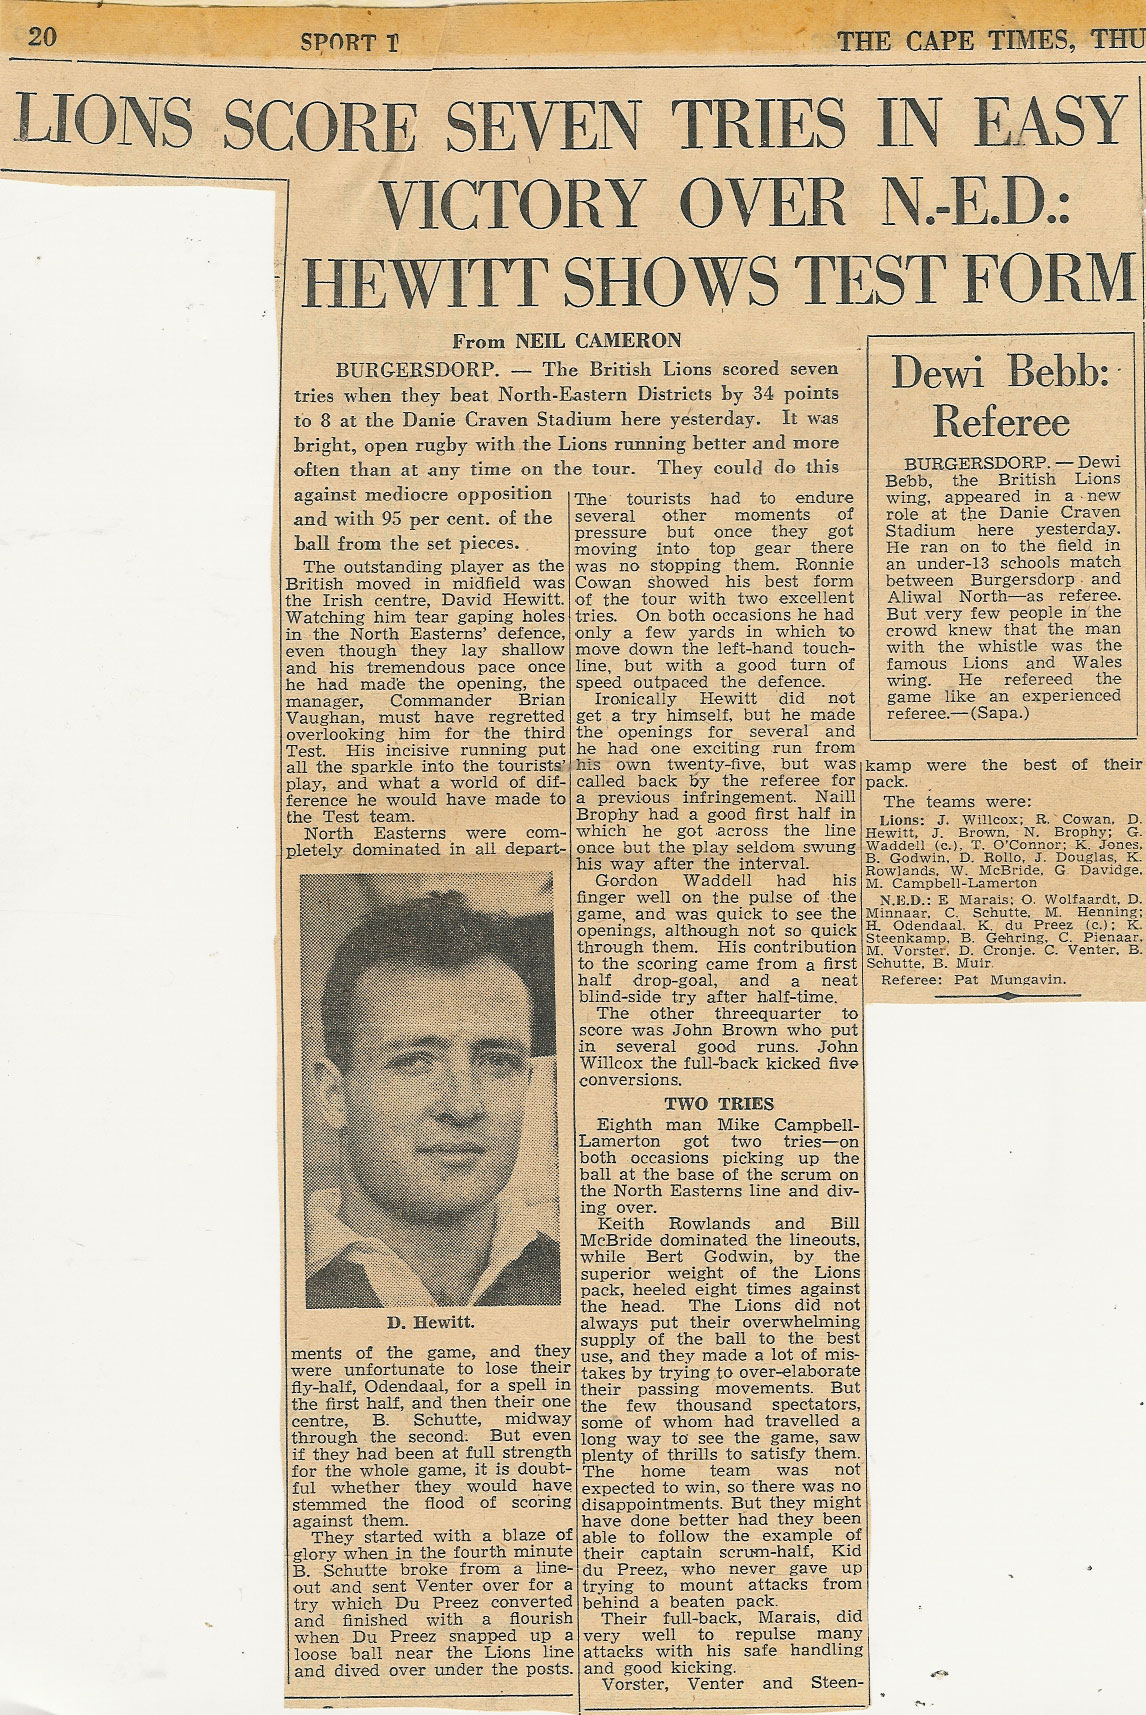 20
SPORT T
THE CAPE TIMES, THU
LIONS SCORE SEVEN TRIES IN EASY
VICTORY OVER N.-E.D.:
HEWITT SHOWS TEST FORM
From NEIL CAMERON
BURGERSDORP. — The British Lions scored seven
tries when they beat North-Eastern Districts by 34 points
to 8 at the Danie Craven Stadium here yesterday. It was
bright, open rugby with the Lions running better and more
often than at any time on the tour. They could do this
against mediocre opposition
and with 95 per cent. of the
ball from the set pieces.
The outstanding player as the
British moved in midfield was
the Irish centre, David Hewitt.
Watching him tear gaping holes
in the North Easterns' defence,
even though they lay shallow
and his tremendous pace once
he had made the opening, the
manager, Commander Brian
Vaughan, must have regretted
overlooking him for the third
Test. His incisive running put
all the sparkle into the tourists'
play, and what a world of dif-
ference he would have made to
the Test team.
North Easterns were com-
pletely dominated in all depart-
D. Hewitt.
ments of the game, and they
were unfortunate to lose their
fly-half, Odendaal, for a spell in
the first half, and then their one
centre, B. Schutte, midway
through the second. But even
if they had been at full strength
for the whole game, it is doubt-
ful whether they would have
stemmed the flood of scoring
against them.
They started with a blaze of
glory when in the fourth minute
B. Schutte broke from a line-
out and sent Venter over for a
try which Du Preez converted
and finished with a flourish
when Du Preez snapped up a
loose ball near the Lions line
and dived over under the posts.
The tourists had to endure
several other moments of
pressure but once they got
moving into top gear there
was no stopping them. Ronnie
Cowan showed his best form
of the tour with two excellent
tries. On both occasions he had
only a few yards in which to
move down the left-hand touch-
line, but with a good turn of
speed outpaced the defence.
Ironically Hewitt did not
get a try himself, but he made
the openings for several and
he had one exciting run from
his own twenty-five, but was
called back by the referee for
a previous infringement. Naill
Brophy had a good first half in
which he got across the line
once but the play seldom swung
his way after the interval.
Gordon Waddell had his
finger well on the pulse of the
game, and was quick to see the
openings, although not so quick
through them. His contribution
to the scoring came from a first
half drop-goal, and a neat
blind-side try after half-time.
The other threequarter to
score was John Brown who put
in several good runs. John
Willcox the full-back kicked five
conversions.
TWO TRIES
Eighth man Mike Campbell-
Lamerton got two tries—on
both occasions picking up the
ball at the base of the scrum on
the North Easterns line and div-
ing over.
Keith Rowlands and Bill
McBride dominated the lineouts,
while Bert Godwin, by the
superior weight of the Lions
pack, heeled eight times against
the head. The Lions did not
always put their overwhelming
supply of the ball to the best
use, and they made a lot of mis-
takes by trying to over-elaborate
their passing movements. But
the few thousand spectators,
some of whom had travelled a
long way to see the game, saw
plenty of thrills to satisfy them.
The home team was not
expected to win, so there was no
disappointments. But they might
have done better had they been
able to follow the example of
their captain scrum-half, Kid
du Preez, who never gave up
trying to mount attacks from
behind a beaten pack.
Their full-back, Marais, did
very well to repulse many
attacks with his safe handling
and good kicking.
Vorster, Venter and Steen-
Dewi Bebb:
Referee
BURGERSDORP. — Dewi
Bebb, the British Lions
wing, appeared in a new
role at the Danie Craven
Stadium here yesterday.
He ran on to the field in
an under-13 schools match
between Burgersdorp and
Aliwal North—as referee.
But very few people in the
crowd knew that the man
with the whistle was the
famous Lions and Wales
wing. He refereed the
game like an experienced
referee.—(Sapa.)
kamp were the best of their
pack.
The teams were:
Lions: J. Willcox; R. Cowan, D.
Hewitt, J. Brown, N. Brophy; G.
Waddell (c.), T. O'Connor; K. Jones,
B. Godwin, D. Rollo, J. Douglas, K.
Rowlands, W. McBride, G Davidge,
M. Campbell-Lamerton
N.E.D.: E Marais; O. Wolfaardt, D.
Minnaar, C. Schutte, M. Henning;
H. Odendaal, K. du Preez (c.); K.
Steenkamp, B. Gehring, C. Pienaar,
M. Vorster, D. Cronje, C. Venter, B.
Schutte, B. Muir.
Referee: Pat Mungavin.